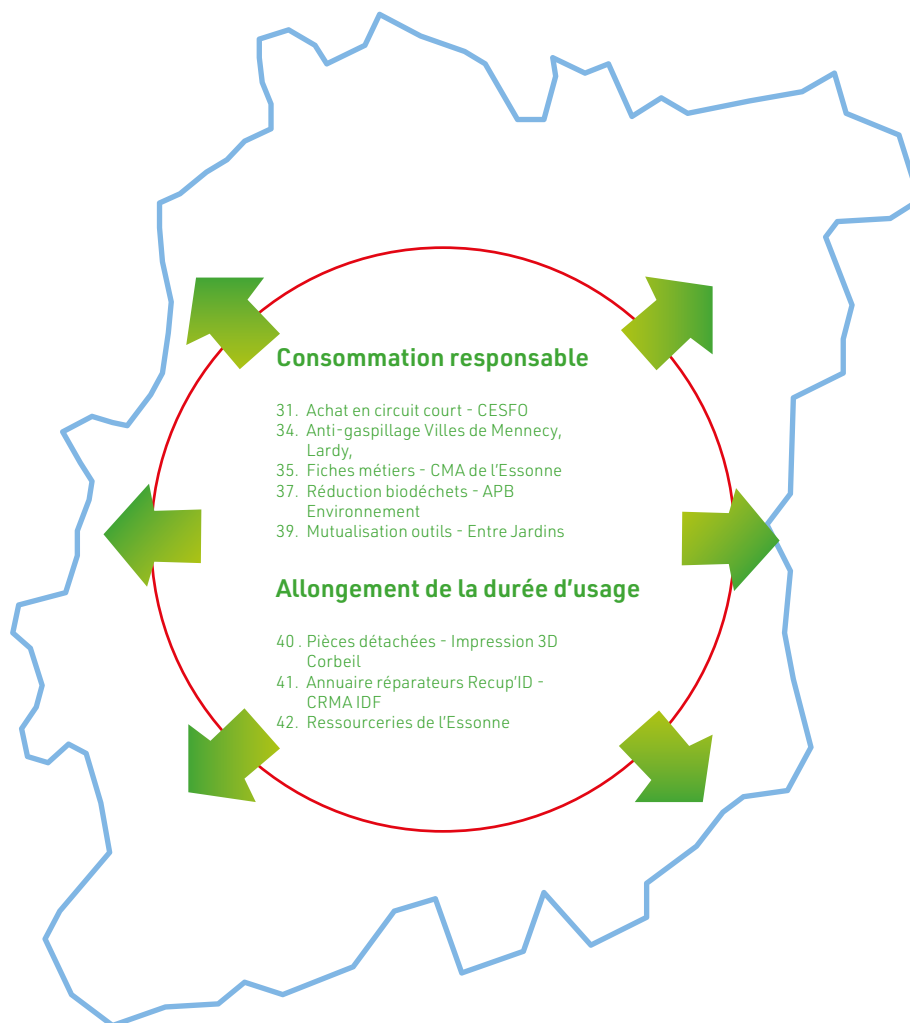 Consommation responsable
31. Achat en circuit court - CESFO
34. Anti-gaspillage Villes de Mennecy,
Lardy,
35. Fiches métiers - CMA de l'Essonne
37. Réduction biodéchets - APB
Environnement
39. Mutualisation outils - Entre Jardins
Allongement de la durée d'usage
40 . Pièces détachées - Impression 3D
Corbeil
41. Annuaire réparateurs Recup'ID -
CRMA IDF
42. Ressourceries de l'Essonne